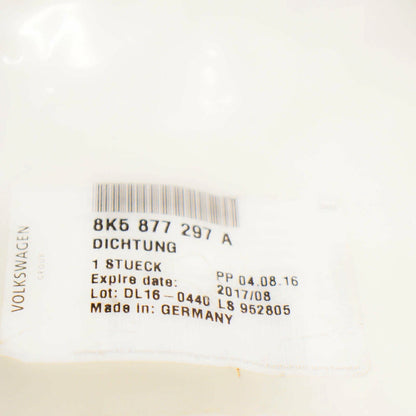 8K5 877 297 A
DICHTUNG
1 STUECK PP 04.08.16
Expire date: 2017/08
Lot: DL16-0440 LS 952805
Made in: GERMANY
VOLKSWAGEN
GROUP